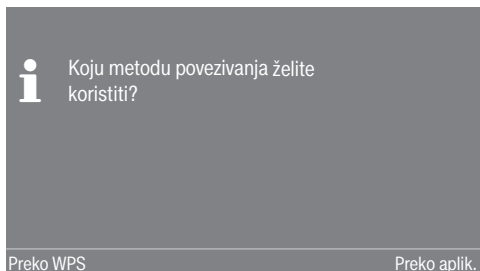 Koju metodu povezivanja želite
koristiti?
Preko WPS
Preko aplik.